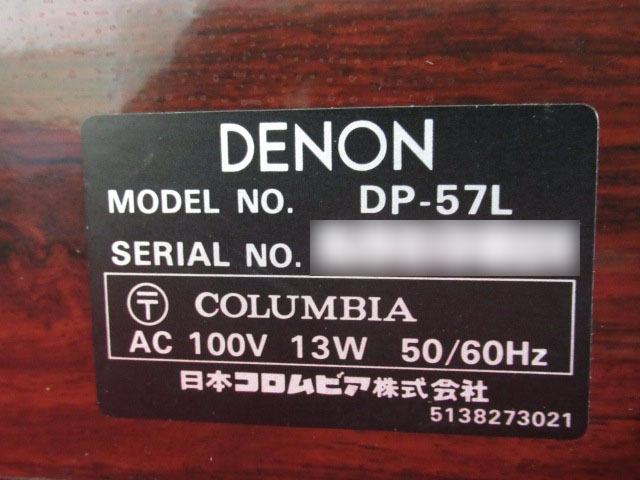 DENON
MODEL NO. DP-57L
SERIAL NO.
〒 COLUMBIA
AC 100V 13W 50/60Hz
日本コロムビア株式会社
5138273021